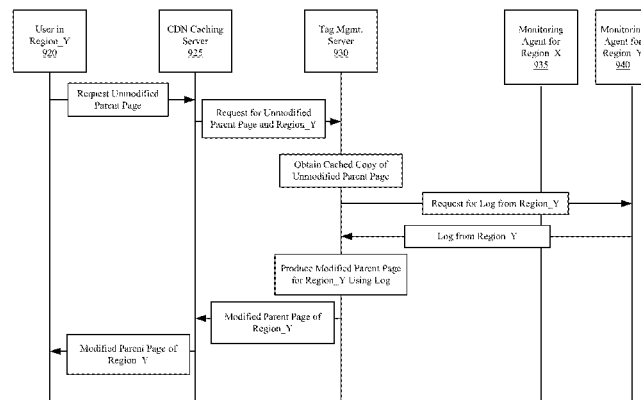 User in
Region_Y
920
CDN Caching
Server
925
Tag Mgmt.
Server
930
Monitoring
Agent for
Region_X
935
Monitorin
Agent for
Region_Y
940
Request Unmodified
Parent Page
Request for Unmodified
Parent Page and Region_Y
Obtain Cached Copy of
Unmodified Parent Page
Request for Log from Region_Y
Log from Region_Y
Produce Modified Parent Page
for Region_Y Using Log
Modified Parent Page of
Region_Y
Modified Parent Page of
Region_Y